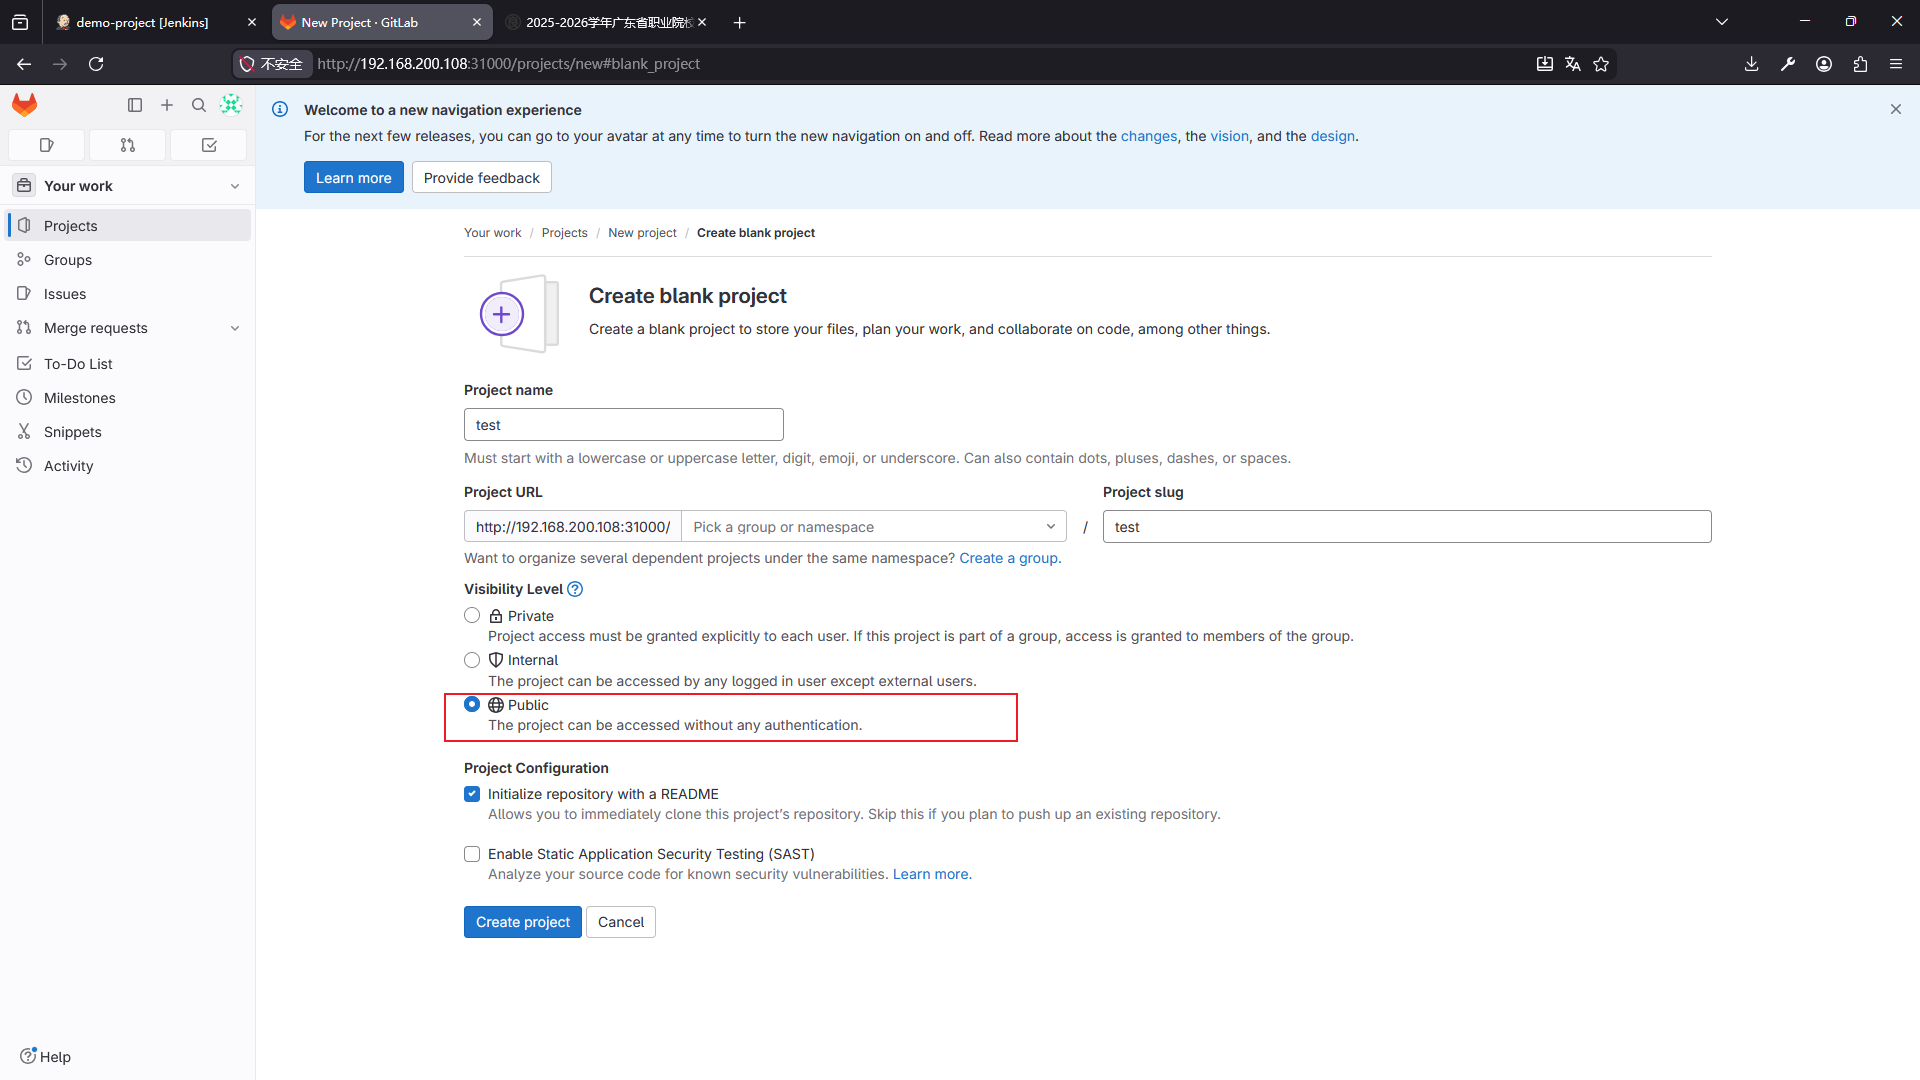 demo-project [Jenkins]
New Project · GitLab
2025-2026学年广东省职业院校
不安全
http://192.168.200.108:31000/projects/new#blank_project
Welcome to a new navigation experience
For the next few releases, you can go to your avatar at any time to turn the new navigation on and off. Read more about the changes, the vision, and the design.
Learn more
Provide feedback
Your work
Projects
Groups
Issues
Merge requests
To-Do List
Milestones
Snippets
Activity
Help
Your work / Projects / New project / Create blank project
Create blank project
Create a blank project to store your files, plan your work, and collaborate on code, among other things.
Project name
test
Must start with a lowercase or uppercase letter, digit, emoji, or underscore. Can also contain dots, pluses, dashes, or spaces.
Project URL
Project slug
http://192.168.200.108:31000/
Pick a group or namespace
/
test
Want to organize several dependent projects under the same namespace? Create a group.
Visibility Level
Private
Project access must be granted explicitly to each user. If this project is part of a group, access is granted to members of the group.
Internal
The project can be accessed by any logged in user except external users.
Public
The project can be accessed without any authentication.
Project Configuration
Initialize repository with a README
Allows you to immediately clone this project's repository. Skip this if you plan to push up an existing repository.
Enable Static Application Security Testing (SAST)
Analyze your source code for known security vulnerabilities. Learn more.
Create project
Cancel